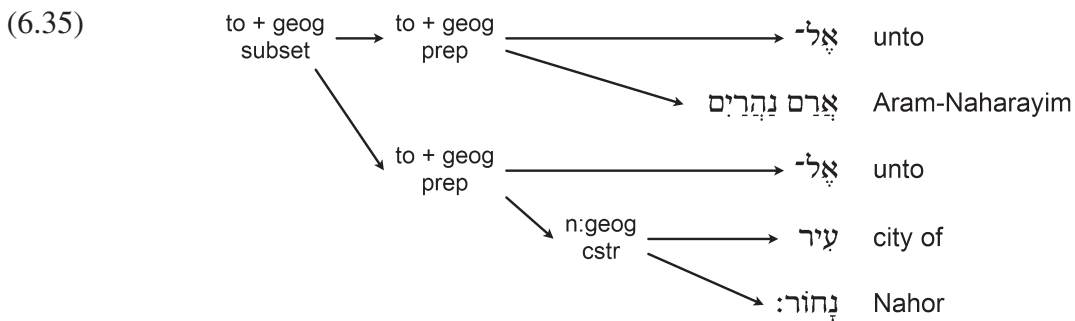 (6.35)
to + geog
subset
to + geog
prep
אֶל־ unto
אֲרַם נַהֲרַיִם Aram-Naharayim
to + geog
prep
אֶל־ unto
n:geog
cstr
עִיר city of
נָחוֹר׃ Nahor